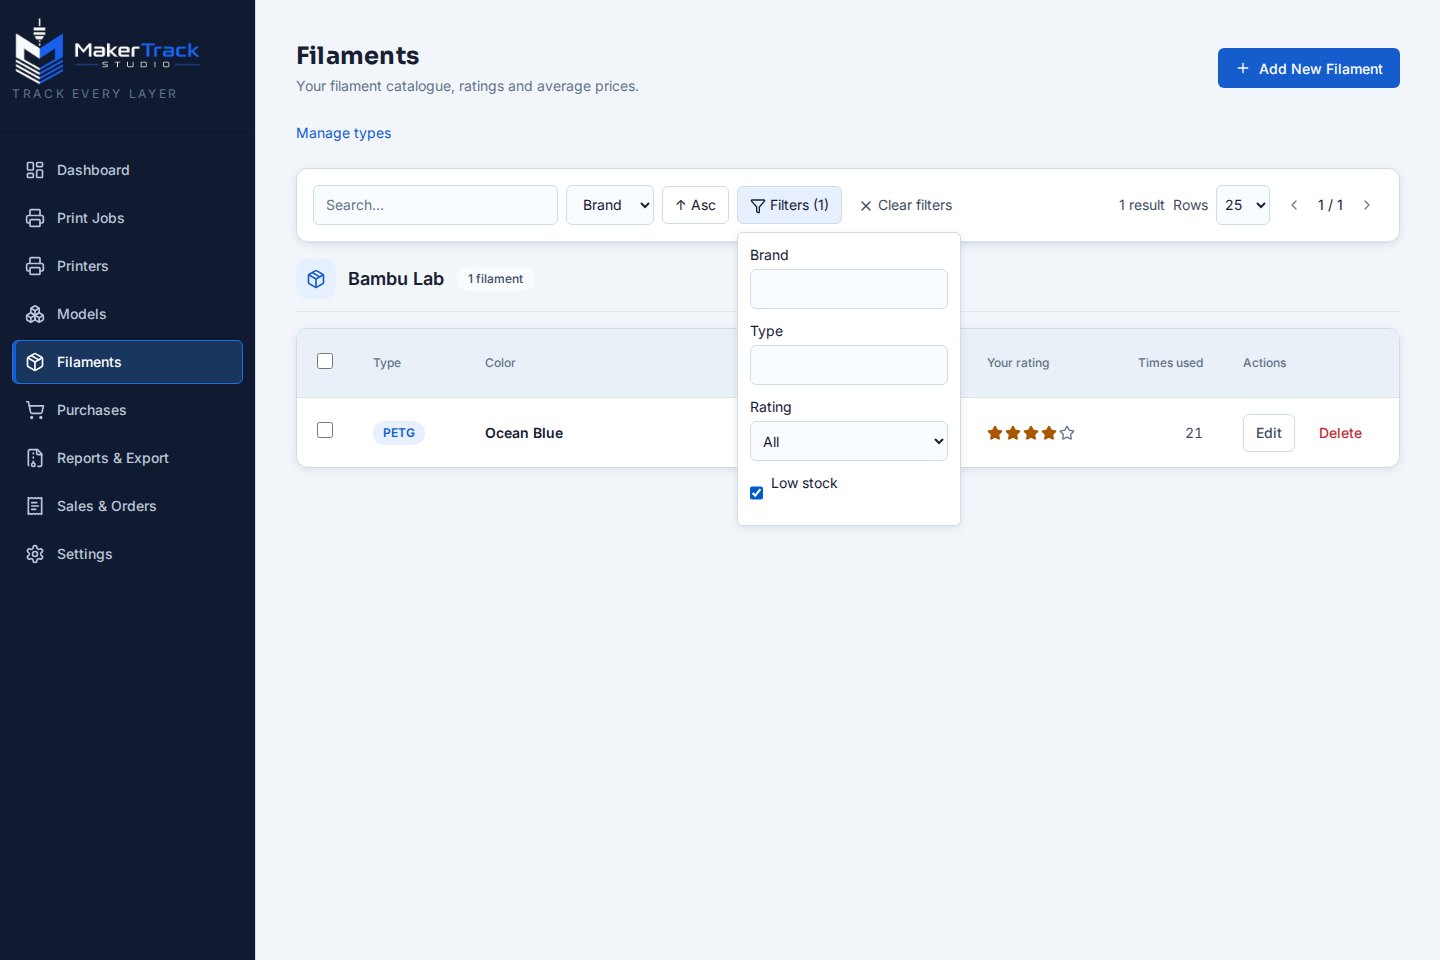 MakerTrack
STUDIO
TRACK EVERY LAYER
Dashboard
Print Jobs
Printers
Models
Filaments
Purchases
Reports & Export
Sales & Orders
Settings
Filaments
Your filament catalogue, ratings and average prices.
Add New Filament
Manage types
Search...
Brand
↑ Asc
Filters (1)
Clear filters
1 result Rows 25 1 / 1
Bambu Lab 1 filament
Brand
Type
Rating
All
Low stock
Type Color Your rating Times used Actions
PETG Ocean Blue 21 Edit Delete